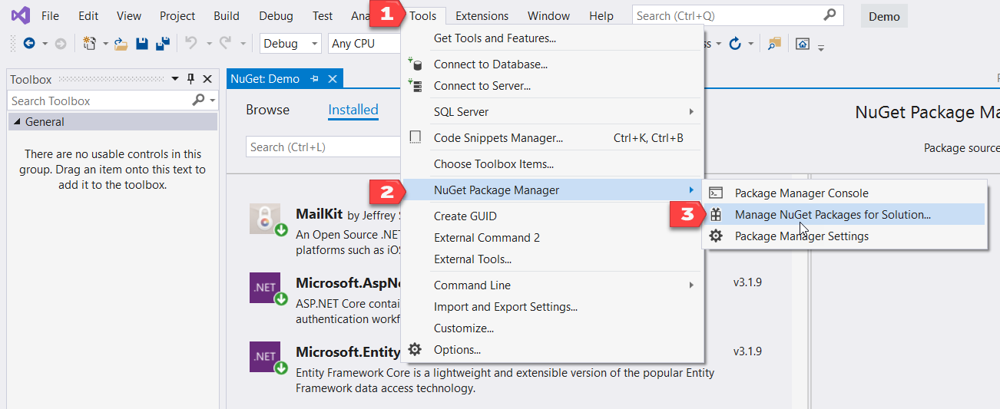 File Edit View Project Build Debug Test Ana 1 Tools Extensions Window Help Search (Ctrl+Q) Demo
Debug Any CPU
Toolbox
Search Toolbox
General
There are no usable controls in this
group. Drag an item onto this text to
add it to the toolbox.
NuGet: Demo
Browse Installed
Search (Ctrl+L)
MailKit by Jeffrey S
An Open Source .NET
platforms such as iOS
Microsoft.AspNe
ASP.NET Core contai
authentication workf
v3.1.9
Microsoft.Entity
v3.1.9
Entity Framework Core is a lightweight and extensible version of the popular Entity
Framework data access technology.
Get Tools and Features...
Connect to Database...
Connect to Server...
SQL Server
Code Snippets Manager... Ctrl+K, Ctrl+B
Choose Toolbox Items...
2 NuGet Package Manager
Create GUID
External Command 2
External Tools...
Command Line
Import and Export Settings...
Customize...
Options...
Package Manager Console
3 Manage NuGet Packages for Solution...
Package Manager Settings
NuGet Package Ma
Package source